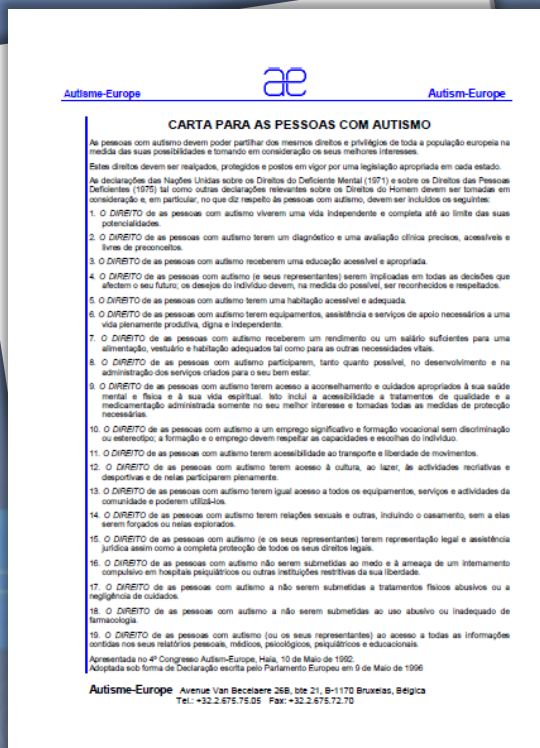 ae
Autisme-Europe Autism-Europe
CARTA PARA AS PESSOAS COM AUTISMO
As pessoas com autismo devem poder partilhar dos mesmos direitos e privilégios de toda a população europeia na
medida das suas possibilidades e tomando em consideração os seus melhores interesses.
Estes direitos devem ser realçados, protegidos e postos em vigor por uma legislação apropriada em cada estado.
As declarações das Nações Unidas sobre os Direitos do Deficiente Mental (1971) e sobre os Direitos das Pessoas
Deficientes (1975) tal como outras declarações relevantes sobre os Direitos do Homem devem ser tomadas em
consideração e, em particular, no que diz respeito às pessoas com autismo, devem ser incluídos os seguintes:
1. O DIREITO de as pessoas com autismo viverem uma vida independente e completa até ao limite das suas
potencialidades.
2. O DIREITO de as pessoas com autismo terem um diagnóstico e uma avaliação clínica precisos, acessíveis e
livres de preconceitos.
3. O DIREITO de as pessoas com autismo receberem uma educação acessível e apropriada.
4. O DIREITO de as pessoas com autismo (e seus representantes) serem implicadas em todas as decisões que
afectem o seu futuro; os desejos do indivíduo devem, na medida do possível, ser reconhecidos e respeitados.
5. O DIREITO de as pessoas com autismo terem uma habitação acessível e adequada.
6. O DIREITO de as pessoas com autismo terem equipamentos, assistência e serviços de apoio necessários a uma
vida plenamente produtiva, digna e independente.
7. O DIREITO de as pessoas com autismo receberem um rendimento ou um salário suficientes para uma
alimentação, vestuário e habitação adequados tal como para as outras necessidades vitais.
8. O DIREITO de as pessoas com autismo participarem, tanto quanto possível, no desenvolvimento e na
administração dos serviços criados para o seu bem estar.
9. O DIREITO de as pessoas com autismo terem acesso a aconselhamento e cuidados apropriados à sua saúde
mental e física e à sua vida espiritual. Isto inclui a acessibilidade a tratamentos de qualidade e a
medicamentação administrada somente no seu melhor interesse e tomadas todas as medidas de protecção
necessárias.
10. O DIREITO de as pessoas com autismo a um emprego significativo e formação vocacional sem discriminação
ou estereotipo; a formação e o emprego devem respeitar as capacidades e escolhas do indivíduo.
11. O DIREITO de as pessoas com autismo terem acessibilidade ao transporte e liberdade de movimentos.
12. O DIREITO de as pessoas com autismo terem acesso à cultura, ao lazer, às actividades recriativas e
desportivas e de nelas participarem plenamente.
13. O DIREITO de as pessoas com autismo terem igual acesso a todos os equipamentos, serviços e actividades da
comunidade e poderem utilizá-los.
14. O DIREITO de as pessoas com autismo terem relações sexuais e outras, incluindo o casamento, sem a elas
serem forçados ou nelas explorados.
15. O DIREITO de as pessoas com autismo (e os seus representantes) terem representação legal e assistência
jurídica assim como a completa protecção de todos os seus direitos legais.
16. O DIREITO de as pessoas com autismo não serem submetidas ao medo e à ameaça de um internamento
compulsivo em hospitais psiquiátricos ou outras instituições restritivas da sua liberdade.
17. O DIREITO de as pessoas com autismo a não serem submetidas a tratamentos físicos abusivos ou a
negligência de cuidados.
18. O DIREITO de as pessoas com autismo a não serem submetidas ao uso abusivo ou inadequado de
farmacologia.
19. O DIREITO de as pessoas com autismo (ou os seus representantes) ao acesso a todas as informações
contidas nos seus relatórios pessoais, médicos, psicológicos, psiquiátricos e educacionais.
Apresentada no 4º Congresso Autism-Europe, Haia, 10 de Maio de 1992.
Adoptada sob forma de Declaração escrita pelo Parlamento Europeu em 9 de Maio de 1996
Autisme-Europe Avenue Van Becelaere 26B, bte 21, B-1170 Bruxelas, Bélgica
Tel.: +32.2.675.75.05 Fax: +32.2.675.72.70